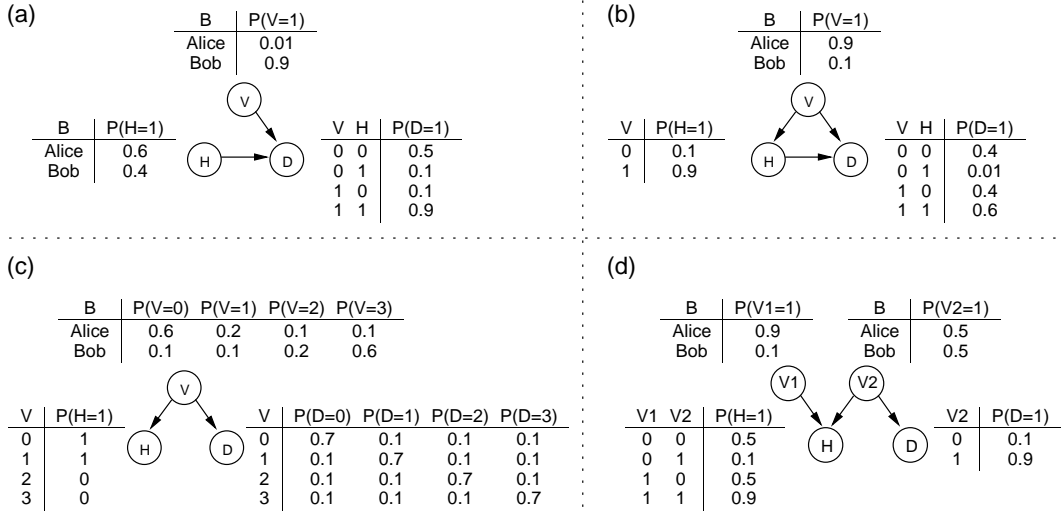 (a)
B P(V=1)
Alice 0.01
Bob 0.9
V
B P(H=1)
Alice 0.6
Bob 0.4
H
D
V H P(D=1)
0 0 0.5
0 1 0.1
1 0 0.1
1 1 0.9
(b)
B P(V=1)
Alice 0.9
Bob 0.1
V
V P(H=1)
0 0.1
1 0.9
H
D
V H P(D=1)
0 0 0.4
0 1 0.01
1 0 0.4
1 1 0.6
(c)
B P(V=0) P(V=1) P(V=2) P(V=3)
Alice 0.6 0.2 0.1 0.1
Bob 0.1 0.1 0.2 0.6
V
V P(H=1)
0 1
1 1
2 0
3 0
H
D
V P(D=0) P(D=1) P(D=2) P(D=3)
0 0.7 0.1 0.1 0.1
1 0.1 0.7 0.1 0.1
2 0.1 0.1 0.7 0.1
3 0.1 0.1 0.1 0.7
(d)
B P(V1=1)
Alice 0.9
Bob 0.1
B P(V2=1)
Alice 0.5
Bob 0.5
V1
V2
V1 V2 P(H=1)
0 0 0.5
0 1 0.1
1 0 0.5
1 1 0.9
H
D
V2 P(D=1)
0 0.1
1 0.9